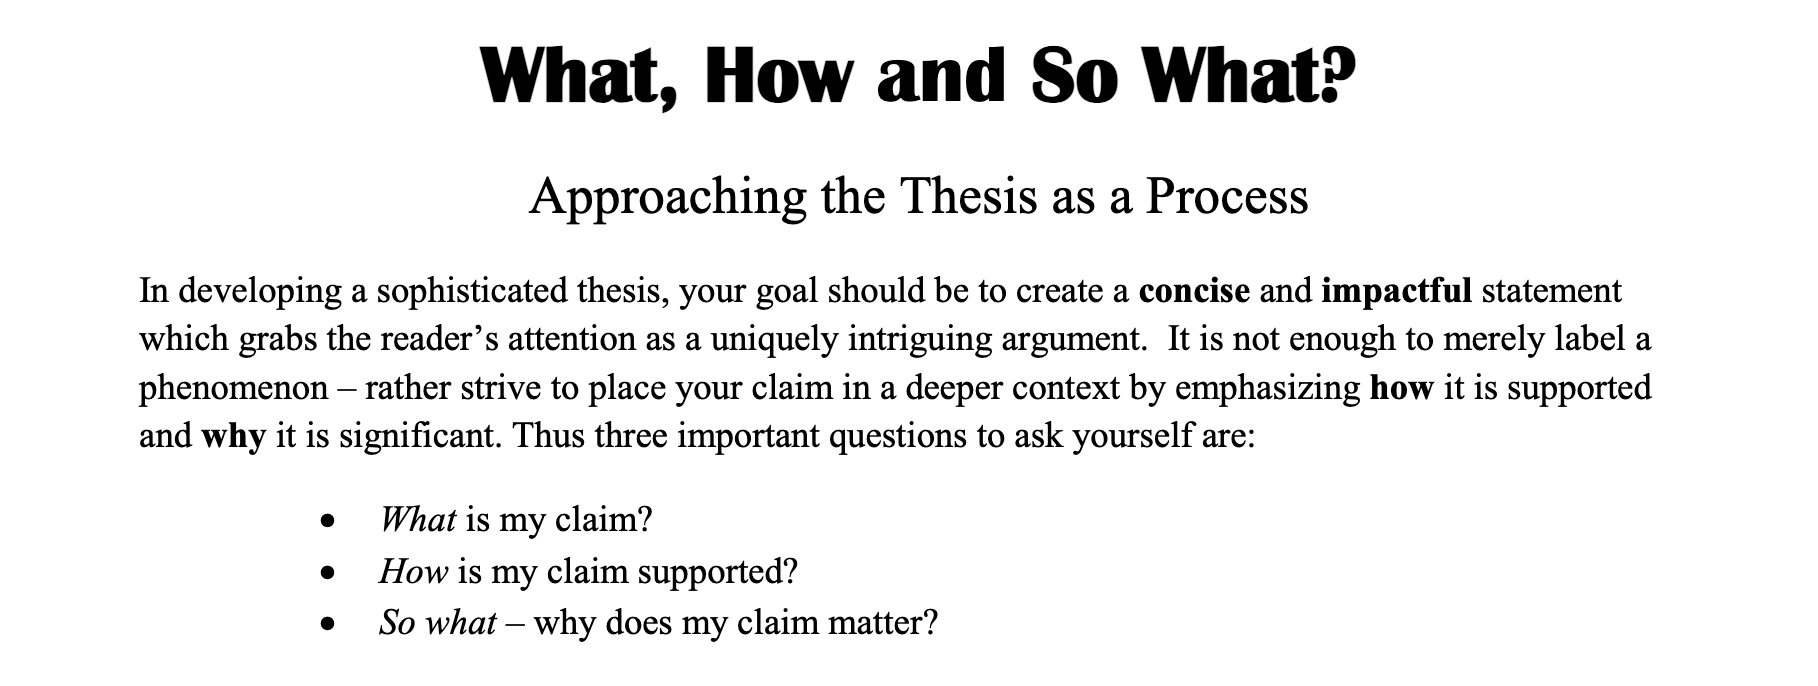 What, How and So What?
Approaching the Thesis as a Process
In developing a sophisticated thesis, your goal should be to create a concise and impactful statement
which grabs the reader’s attention as a uniquely intriguing argument.  It is not enough to merely label a
phenomenon – rather strive to place your claim in a deeper context by emphasizing how it is supported
and why it is significant. Thus three important questions to ask yourself are:
• What is my claim?
• How is my claim supported?
• So what – why does my claim matter?